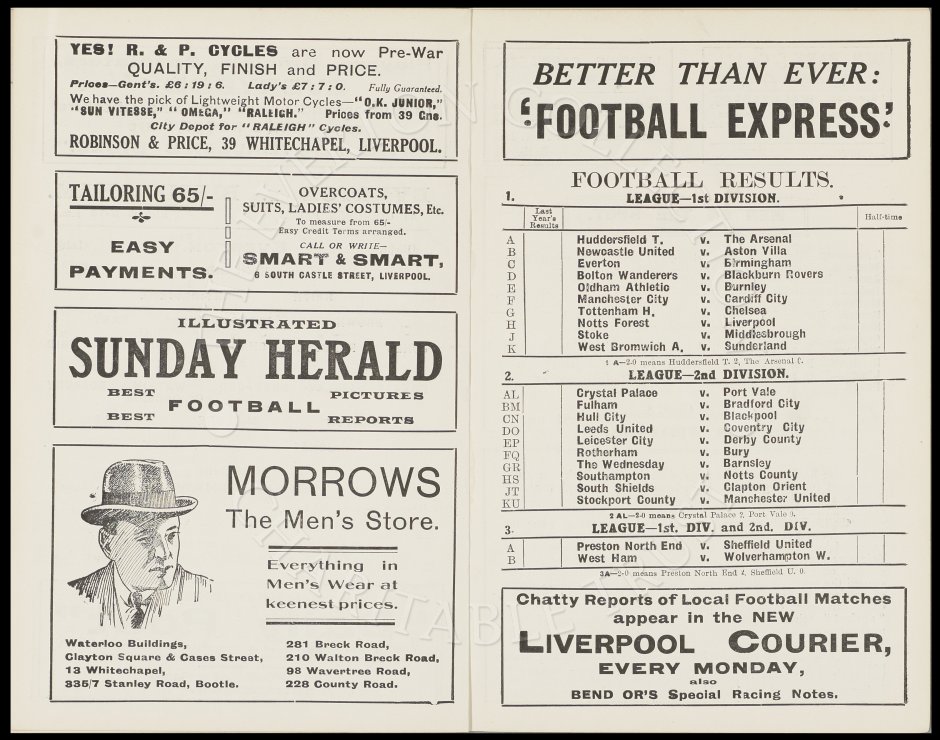 YES! R. & P. CYCLES are now Pre-War
QUALITY, FINISH and PRICE.
Prices—Gent's. £6:19:6. Lady's £7:7:0. Fully Guaranteed.
We have the pick of Lightweight Motor Cycles—"O.K. JUNIOR,"
"SUN VITESSE," "OMEGA," "RALEIGH." Prices from 39 Gns.
City Depot for "RALEIGH" Cycles.
ROBINSON & PRICE, 39 WHITECHAPEL, LIVERPOOL.
TAILORING 65/-
EASY
PAYMENTS.
OVERCOATS,
SUITS, LADIES' COSTUMES, Etc.
To measure from 65/-
Easy Credit Terms arranged.
CALL OR WRITE—
SMART & SMART,
6 SOUTH CASTLE STREET, LIVERPOOL.
ILLUSTRATED
SUNDAY HERALD
BEST PICTURES
FOOTBALL
BEST REPORTS
MORROWS
The Men's Store.
Everything in
Men's Wear at
keenest prices.
Waterloo Buildings,
Clayton Square & Cases Street,
13 Whitechapel,
335/7 Stanley Road, Bootle.
281 Breck Road,
210 Walton Breck Road,
98 Wavertree Road,
228 County Road.
BETTER THAN EVER:
'FOOTBALL EXPRESS'
FOOTBALL RESULTS.
1. LEAGUE—1st DIVISION.
Last
Year's
Results
Half-time
A Huddersfield T. v. The Arsenal
B Newcastle United v. Aston Villa
C Everton v. Birmingham
D Bolton Wanderers v. Blackburn Rovers
E Oldham Athletic v. Burnley
F Manchester City v. Cardiff City
G Tottenham H. v. Chelsea
H Notts Forest v. Liverpool
J Stoke v. Middlesbrough
K West Bromwich A. v. Sunderland
1 A—2-0 means Huddersfield T. 2, The Arsenal 0.
2. LEAGUE—2nd DIVISION.
AL Crystal Palace v. Port Vale
BM Fulham v. Bradford City
CN Hull City v. Blackpool
DO Leeds United v. Coventry City
EP Leicester City v. Derby County
FQ Rotherham v. Bury
GR The Wednesday v. Barnsley
HS Southampton v. Notts County
JT South Shields v. Clapton Orient
KU Stockport County v. Manchester United
2 AL—2-0 means Crystal Palace 2, Port Vale 0.
3. LEAGUE—1st. DIV. and 2nd. DIV.
A Preston North End v. Sheffield United
B West Ham v. Wolverhampton W.
3A—2-0 means Preston North End 2, Sheffield U. 0.
Chatty Reports of Local Football Matches
appear in the NEW
LIVERPOOL COURIER,
EVERY MONDAY,
also
BEND OR'S Special Racing Notes.